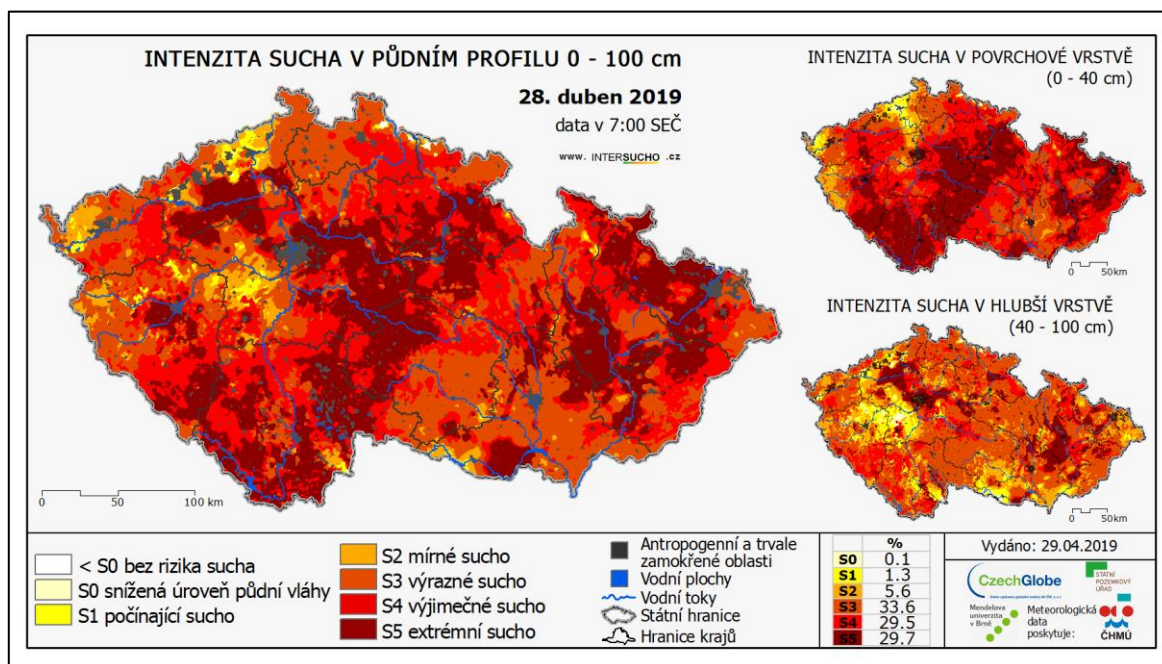 INTENZITA SUCHA V PŮDNÍM PROFILU 0 - 100 cm
28. duben 2019
data v 7:00 SEČ
www. INTERSUCHO .cz
0 50 100 km
INTENZITA SUCHA V POVRCHOVÉ VRSTVĚ
(0 - 40 cm)
0 50km
INTENZITA SUCHA V HLUBŠÍ VRSTVĚ
(40 - 100 cm)
0 50km
< S0 bez rizika sucha
S0 snížená úroveň půdní vláhy
S1 počínající sucho
S2 mírné sucho
S3 výrazné sucho
S4 výjimečné sucho
S5 extrémní sucho
Antropogenní a trvale
zamokřené oblasti
Vodní plochy
Vodní toky
Státní hranice
Hranice krajů
%
S0 0.1
S1 1.3
S2 5.6
S3 33.6
S4 29.5
S5 29.7
Vydáno: 29.04.2019
CzechGlobe
STÁTNÍ
POZEMKOVÝ
ÚŘAD
Mendelova
univerzita
v Brně
Meteorologická
data
poskytuje:
ČHMÚ